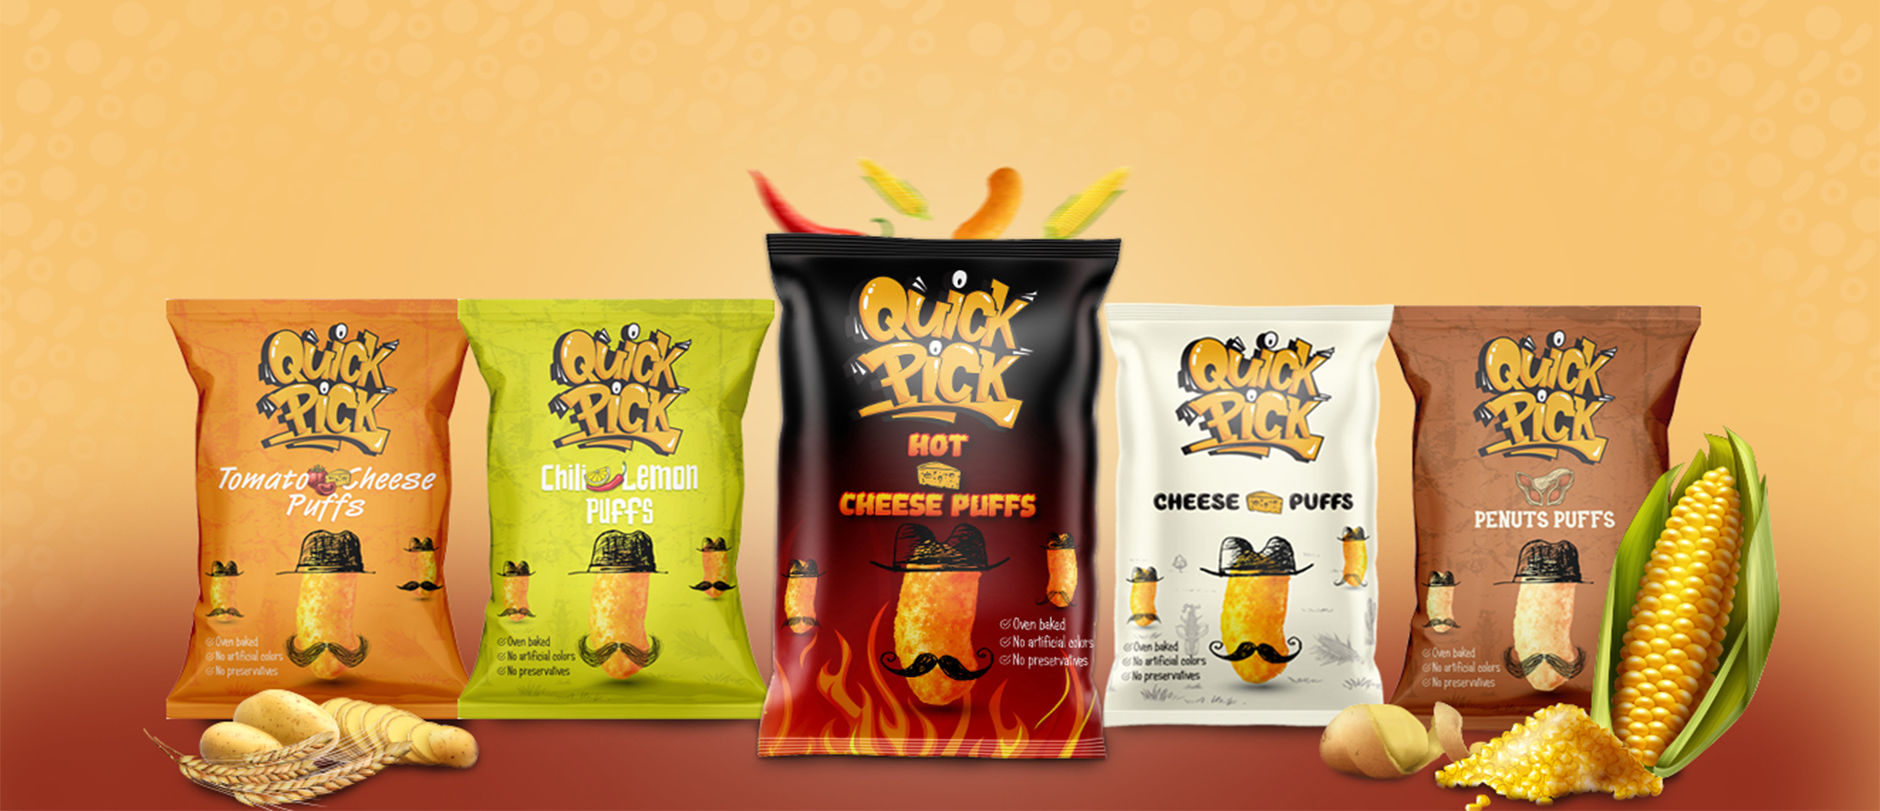 QUiCK
PiCK
Tomato Cheese
Puffs
Oven baked
No artificial colors
No preservatives
QUiCK
PiCK
Chili Lemon
PUFFS
Oven baked
No artificial colors
No preservatives
QUiCK
PiCK
HOT
CHEESE PUFFS
Oven baked
No artificial colors
No preservatives
QUiCK
PiCK
CHEESE PUFFS
Oven baked
No artificial colors
No preservatives
QUiCK
PiCK
PENUTS PUFFS
Oven baked
No artificial colors
No preservatives